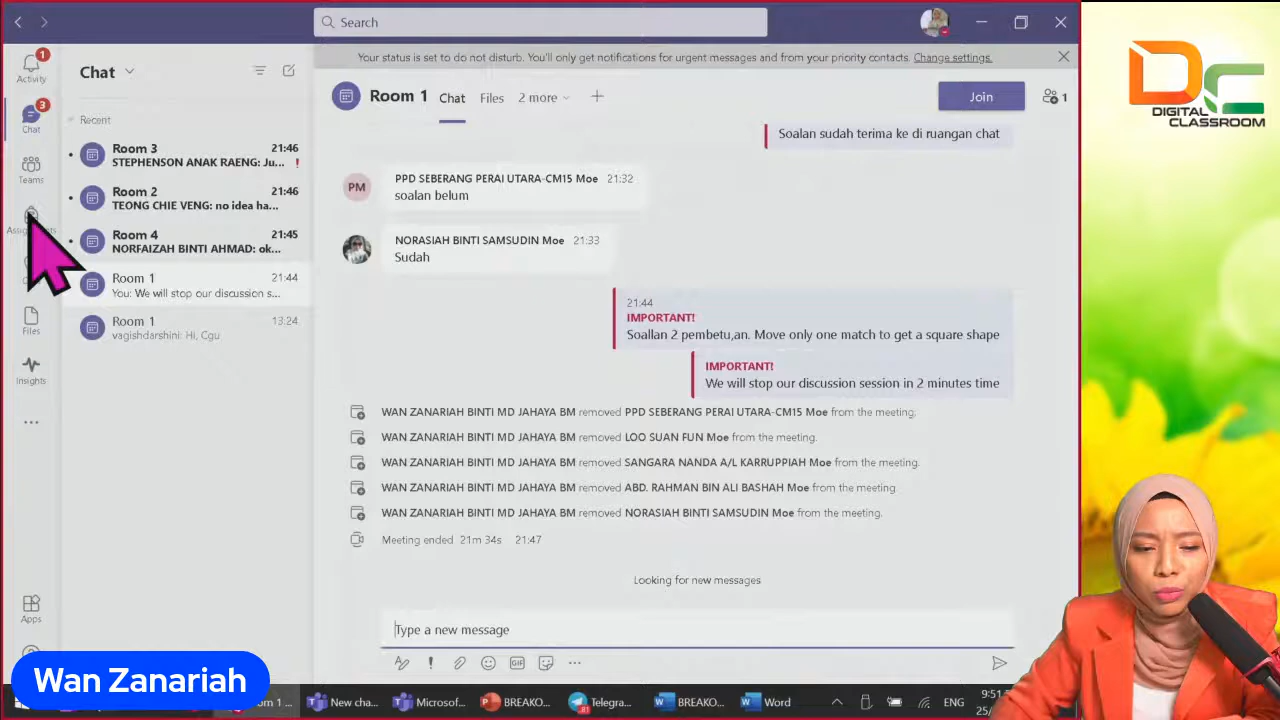 Search
Your status is set to do not disturb. You'll only get notifications for urgent messages and from your priority contacts. Change settings.
1
Activity
3
Chat
Teams
Files
Insights
Apps
Chat
Recent
Room 3 21:46
STEPHENSON ANAK RAENG: Ju... !
Room 2 21:46
TEONG CHIE VENG: no idea ha...
Room 4 21:45
NORFAIZAH BINTI AHMAD: ok...
Room 1 21:44
You: We will stop our discussion s...
Room 1 13:24
vagishdarshini: Hi, Cgu
Room 1 Chat Files 2 more Join 1
Soalan sudah terima ke di ruangan chat
PM
PPD SEBERANG PERAI UTARA-CM15 Moe 21:32
soalan belum
NORASIAH BINTI SAMSUDIN Moe 21:33
Sudah
21:44
IMPORTANT!
Soallan 2 pembetu,an. Move only one match to get a square shape
IMPORTANT!
We will stop our discussion session in 2 minutes time
WAN ZANARIAH BINTI MD JAHAYA BM removed PPD SEBERANG PERAI UTARA-CM15 Moe from the meeting.
WAN ZANARIAH BINTI MD JAHAYA BM removed LOO SUAN FUN Moe from the meeting.
WAN ZANARIAH BINTI MD JAHAYA BM removed SANGARA NANDA A/L KARRUPPIAH Moe from the meeting.
WAN ZANARIAH BINTI MD JAHAYA BM removed ABD. RAHMAN BIN ALI BASHAH Moe from the meeting.
WAN ZANARIAH BINTI MD JAHAYA BM removed NORASIAH BINTI SAMSUDIN Moe from the meeting.
Meeting ended 21m 34s 21:47
Looking for new messages
Type a new message
GIF
DC
DIGITAL
CLASSROOM
Wan Zanariah
New cha... Microsof... BREAKO... Telegra... BREAKO... Word ENG